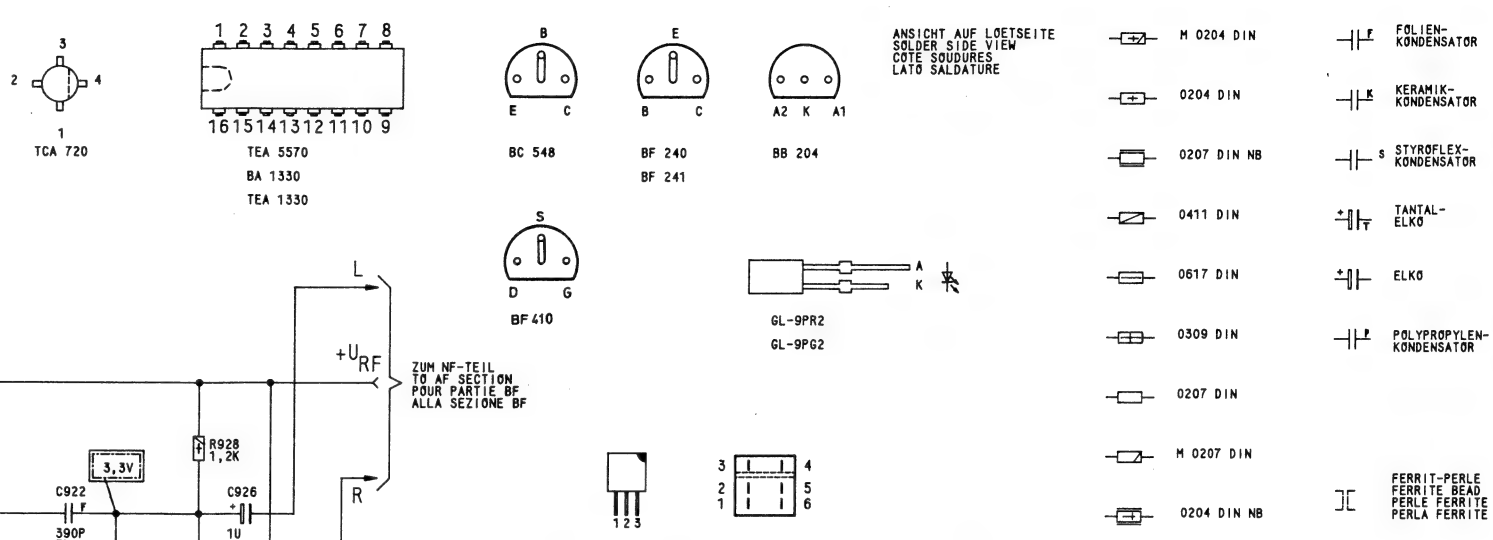 3
2
4
1
TCA 720
1 2 3 4 5 6 7 8
16 15 14 13 12 11 10 9
TEA 5570
BA 1330
TEA 1330
B
E C
BC 548
E
B C
BF 240
BF 241
A2 K A1
BB 204
ANSICHT AUF LOETSEITE
SOLDER SIDE VIEW
COTE SOUDURES
LATO SALDATURE
S
D G
BF 410
A
K
GL-9PR2
GL-9PG2
L
+URF
R
ZUM NF-TEIL
TO AF SECTION
POUR PARTIE BF
ALLA SEZIONE BF
R928
1,2K
3,3V
C922
F
390P
C926
+
1U
1 2 3
3 4
2 5
1 6
M 0204 DIN
0204 DIN
0207 DIN NB
0411 DIN
0617 DIN
0309 DIN
0207 DIN
M 0207 DIN
0204 DIN NB
F FOLIEN-
KONDENSATOR
K KERAMIK-
KONDENSATOR
S STYROFLEX-
KONDENSATOR
+ T TANTAL-
ELKO
+ ELKO
P POLYPROPYLEN-
KONDENSATOR
FERRIT-PERLE
FERRITE BEAD
PERLE FERRITE
PERLA FERRITE